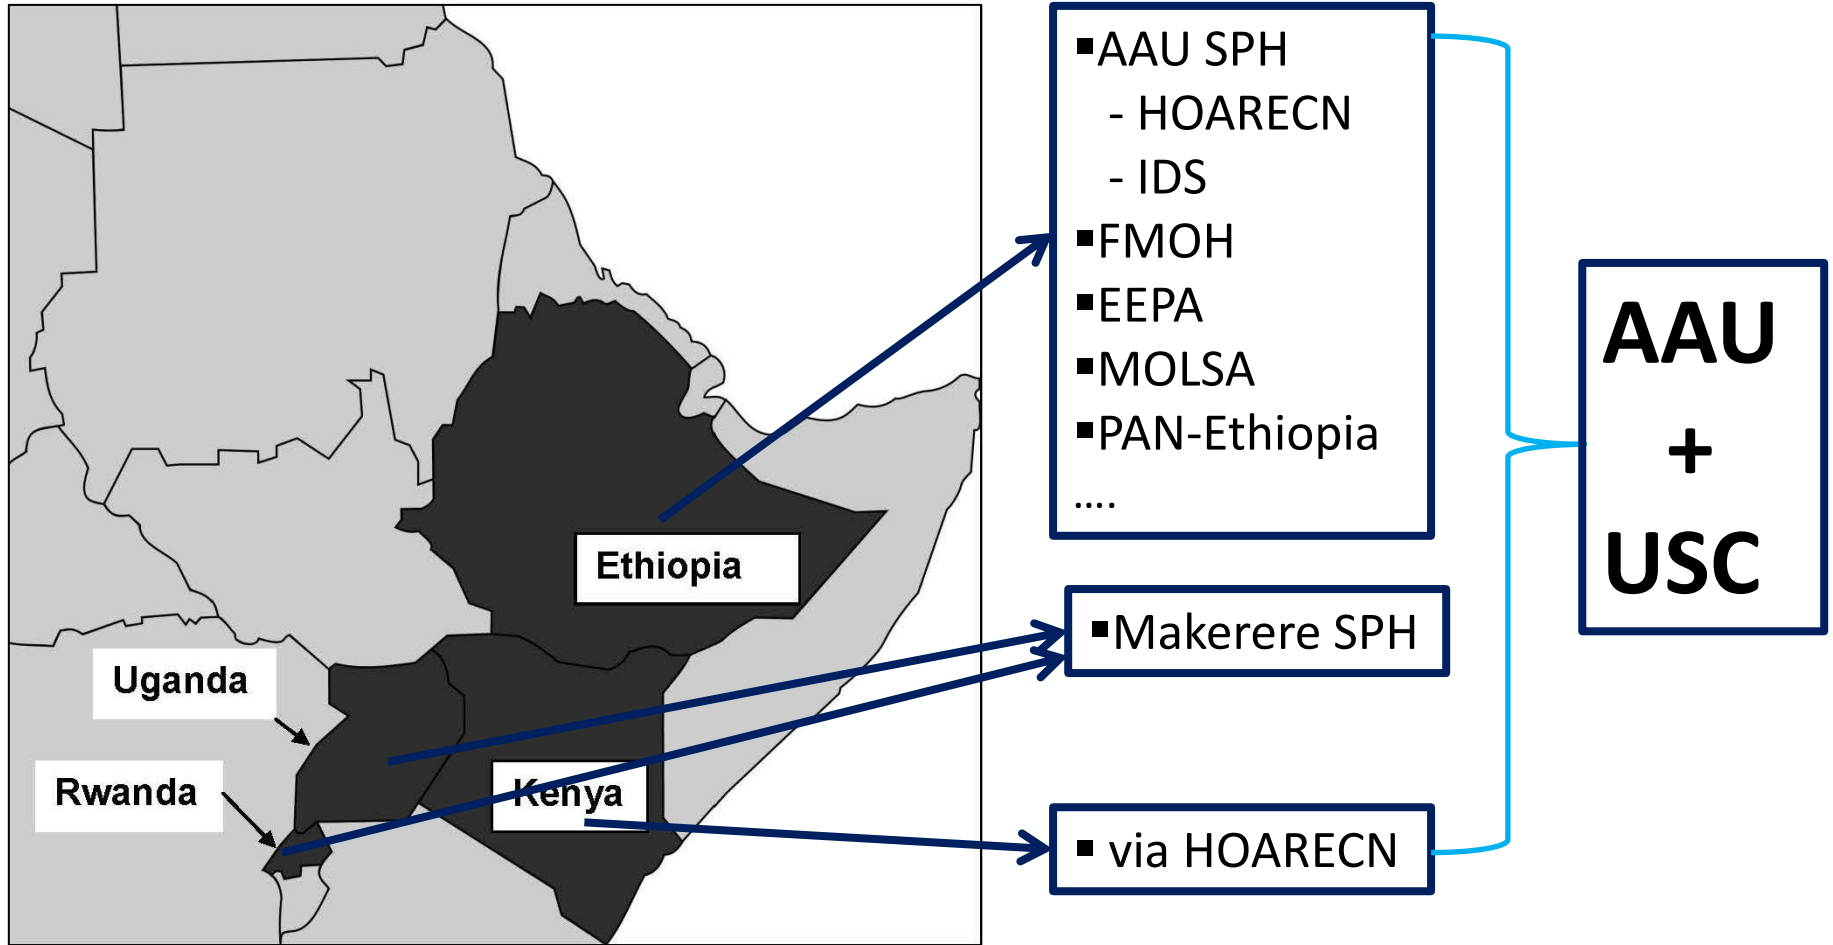 Ethiopia
Uganda
Rwanda
Kenya
▪AAU SPH
- HOARECN
- IDS
▪FMOH
▪EEPA
▪MOLSA
▪PAN-Ethiopia
....
▪Makerere SPH
▪ via HOARECN
AAU
+
USC